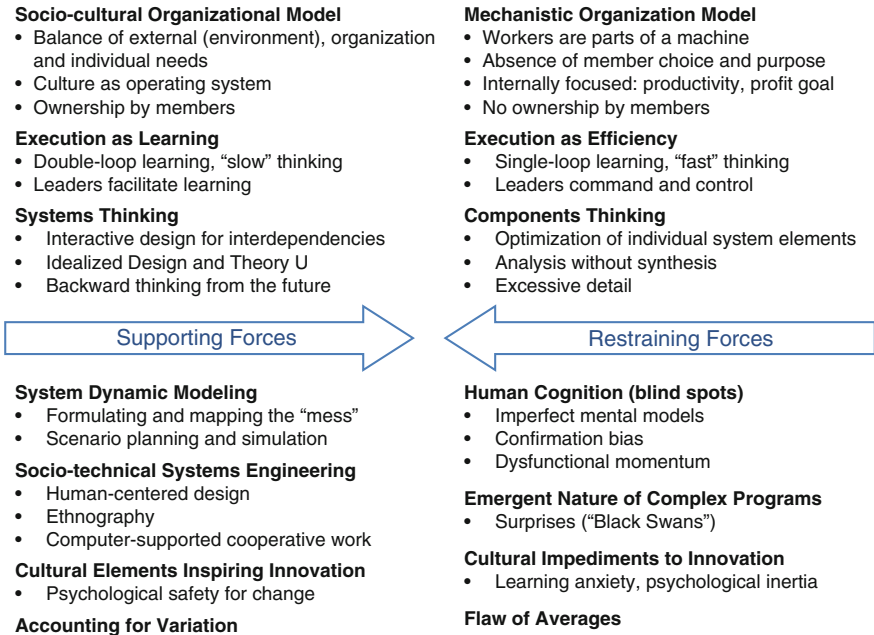 Socio-cultural Organizational Model
• Balance of external (environment), organization
and individual needs
• Culture as operating system
• Ownership by members
Execution as Learning
• Double-loop learning, “slow” thinking
• Leaders facilitate learning
Systems Thinking
• Interactive design for interdependencies
• Idealized Design and Theory U
• Backward thinking from the future
Supporting Forces
System Dynamic Modeling
• Formulating and mapping the “mess”
• Scenario planning and simulation
Socio-technical Systems Engineering
• Human-centered design
• Ethnography
• Computer-supported cooperative work
Cultural Elements Inspiring Innovation
• Psychological safety for change
Accounting for Variation
Mechanistic Organization Model
• Workers are parts of a machine
• Absence of member choice and purpose
• Internally focused: productivity, profit goal
• No ownership by members
Execution as Efficiency
• Single-loop learning, “fast” thinking
• Leaders command and control
Components Thinking
• Optimization of individual system elements
• Analysis without synthesis
• Excessive detail
Restraining Forces
Human Cognition (blind spots)
• Imperfect mental models
• Confirmation bias
• Dysfunctional momentum
Emergent Nature of Complex Programs
• Surprises (“Black Swans”)
Cultural Impediments to Innovation
• Learning anxiety, psychological inertia
Flaw of Averages